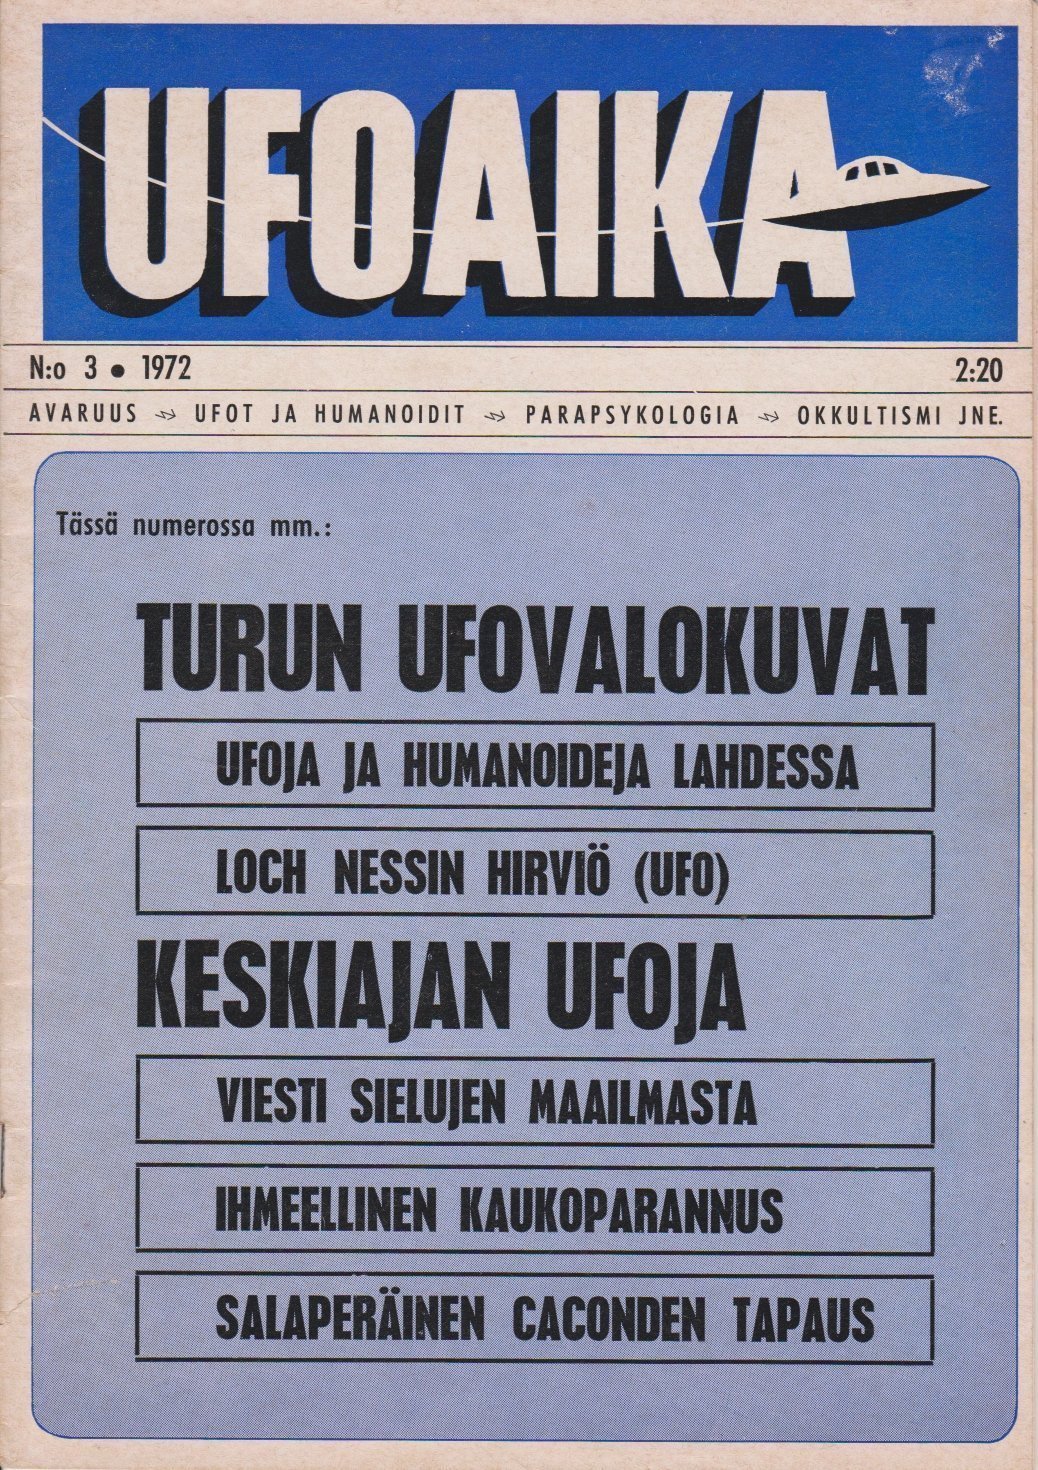 UFOAIKA
N:o 3 • 1972 2:20
AVARUUS UFOT JA HUMANOIDIT PARAPSYKOLOGIA OKKULTISMI JNE.
Tässä numerossa mm.:
TURUN UFOVALOKUVAT
UFOJA JA HUMANOIDEJA LAHDESSA
LOCH NESSIN HIRVIÖ (UFO)
KESKIAJAN UFOJA
VIESTI SIELUJEN MAAILMASTA
IHMEELLINEN KAUKOPARANNUS
SALAPERÄINEN CACONDEN TAPAUS